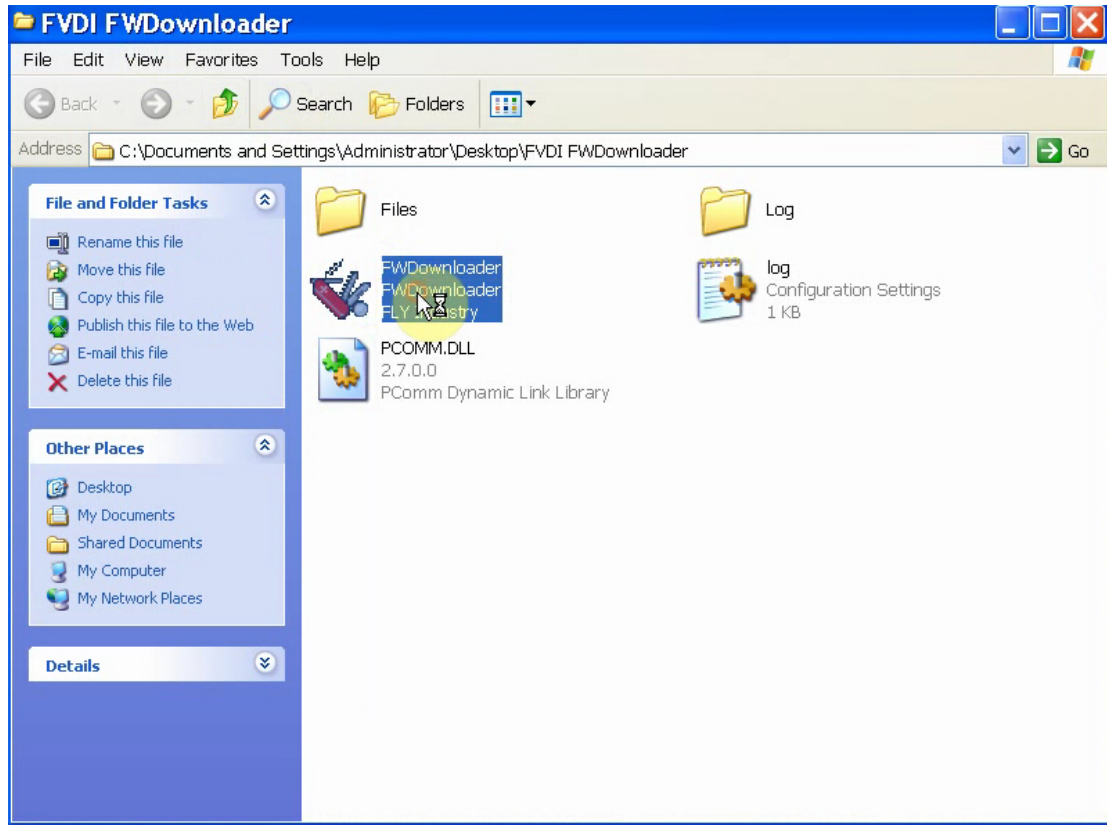 FVDI FWDownloader
File Edit View Favorites Tools Help
Back Search Folders
Address C:\Documents and Settings\Administrator\Desktop\FVDI FWDownloader Go
File and Folder Tasks
Rename this file
Move this file
Copy this file
Publish this file to the Web
E-mail this file
Delete this file
Other Places
Desktop
My Documents
Shared Documents
My Computer
My Network Places
Details
Files
Log
FWDownloader
FWDownloader
FLY Industry
log
Configuration Settings
1 KB
PCOMM.DLL
2.7.0.0
PComm Dynamic Link Library